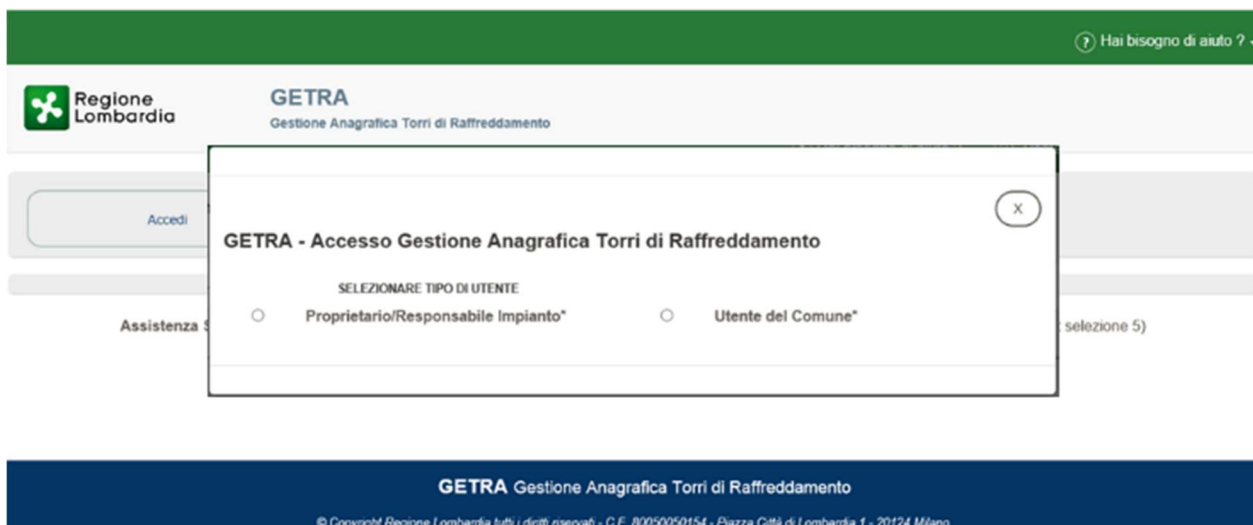 Hai bisogno di aiuto ?
Regione
Lombardia
GETRA
Gestione Anagrafica Torri di Raffreddamento
X
Accedi
GETRA - Accesso Gestione Anagrafica Torri di Raffreddamento
SELEZIONARE TIPO DI UTENTE
Proprietario/Responsabile Impianto* Utente del Comune*
Assistenza selezione 5)
GETRA Gestione Anagrafica Torri di Raffreddamento
© Copyright Regione Lombardia tutti i diritti riservati - C.F. 80050050154 - Piazza Città di Lombardia 1 - 20124 Milano